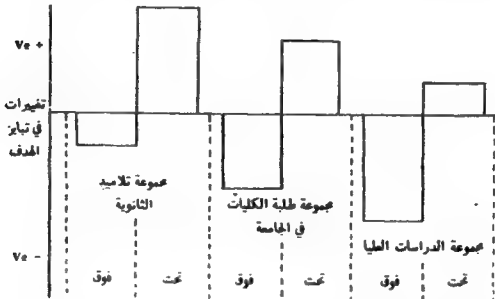 Ve +
تغييرات
في تمايز
الهدف
مجموعة تلاميذ
الثانوية
مجموعة طلبة الكليات
في الجامعة
مجموعة الدراسات العليا
فوق
تحت
فوق
تحت
فوق
تحت
Ve −